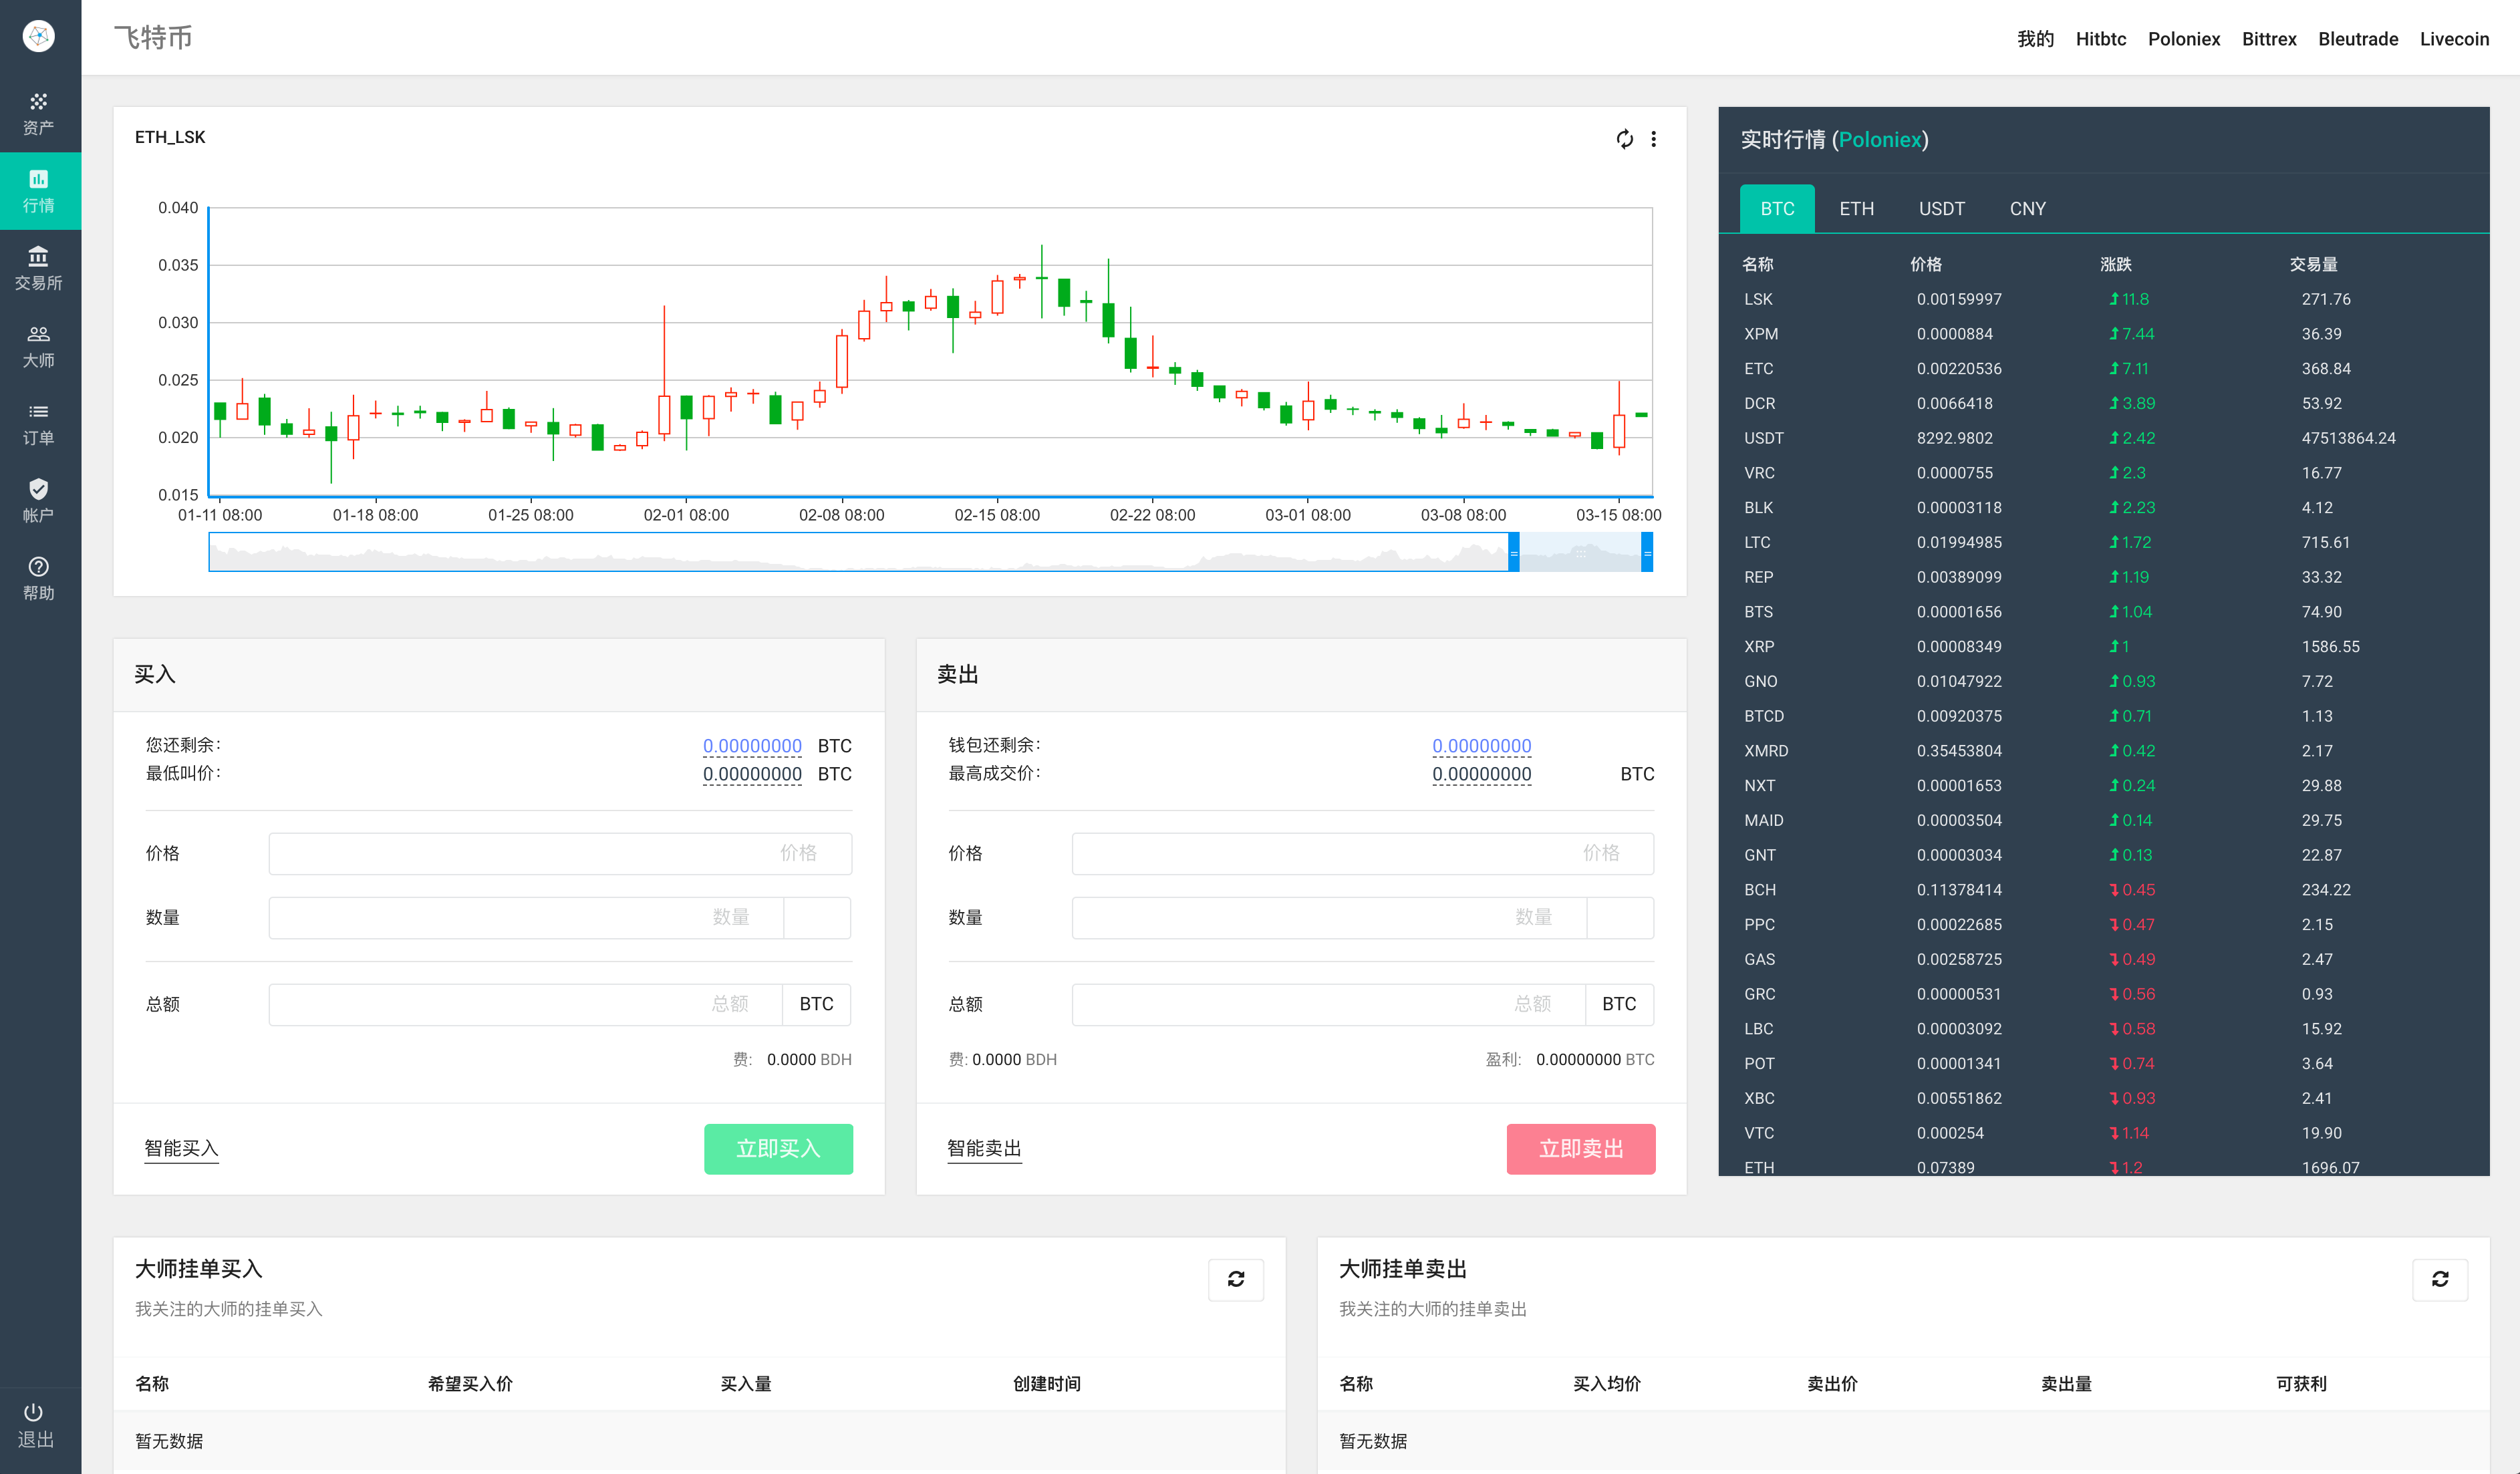 飞特币
我的 Hitbtc Poloniex Bittrex Bleutrade Livecoin
资产
行情
交易所
大师
订单
帐户
帮助
退出
ETH_LSK
0.040
0.035
0.030
0.025
0.020
0.015
01-11 08:00 01-18 08:00 01-25 08:00 02-01 08:00 02-08 08:00 02-15 08:00 02-22 08:00 03-01 08:00 03-08 08:00 03-15 08:00
实时行情 (Poloniex)
BTC ETH USDT CNY
名称 价格 涨跌 交易量
LSK 0.00159997 11.8 271.76
XPM 0.0000884 7.44 36.39
ETC 0.00220536 7.11 368.84
DCR 0.0066418 3.89 53.92
USDT 8292.9802 2.42 47513864.24
VRC 0.0000755 2.3 16.77
BLK 0.00003118 2.23 4.12
LTC 0.01994985 1.72 715.61
REP 0.00389099 1.19 33.32
BTS 0.00001656 1.04 74.90
XRP 0.00008349 1 1586.55
GNO 0.01047922 0.93 7.72
BTCD 0.00920375 0.71 1.13
XMRD 0.35453804 0.42 2.17
NXT 0.00001653 0.24 29.88
MAID 0.00003504 0.14 29.75
GNT 0.00003034 0.13 22.87
BCH 0.11378414 0.45 234.22
PPC 0.00022685 0.47 2.15
GAS 0.00258725 0.49 2.47
GRC 0.00000531 0.56 0.93
LBC 0.00003092 0.58 15.92
POT 0.00001341 0.74 3.64
XBC 0.00551862 0.93 2.41
VTC 0.000254 1.14 19.90
ETH 0.07389 1.2 1696.07
买入
您还剩余: 0.00000000 BTC
最低叫价: 0.00000000 BTC
价格 价格
数量 数量
总额 总额 BTC
费: 0.0000 BDH
智能买入 立即买入
卖出
钱包还剩余: 0.00000000
最高成交价: 0.00000000 BTC
价格 价格
数量 数量
总额 总额 BTC
费: 0.0000 BDH 盈利: 0.00000000 BTC
智能卖出 立即卖出
大师挂单买入
我关注的大师的挂单买入
名称 希望买入价 买入量 创建时间
暂无数据
大师挂单卖出
我关注的大师的挂单卖出
名称 买入均价 卖出价 卖出量 可获利
暂无数据